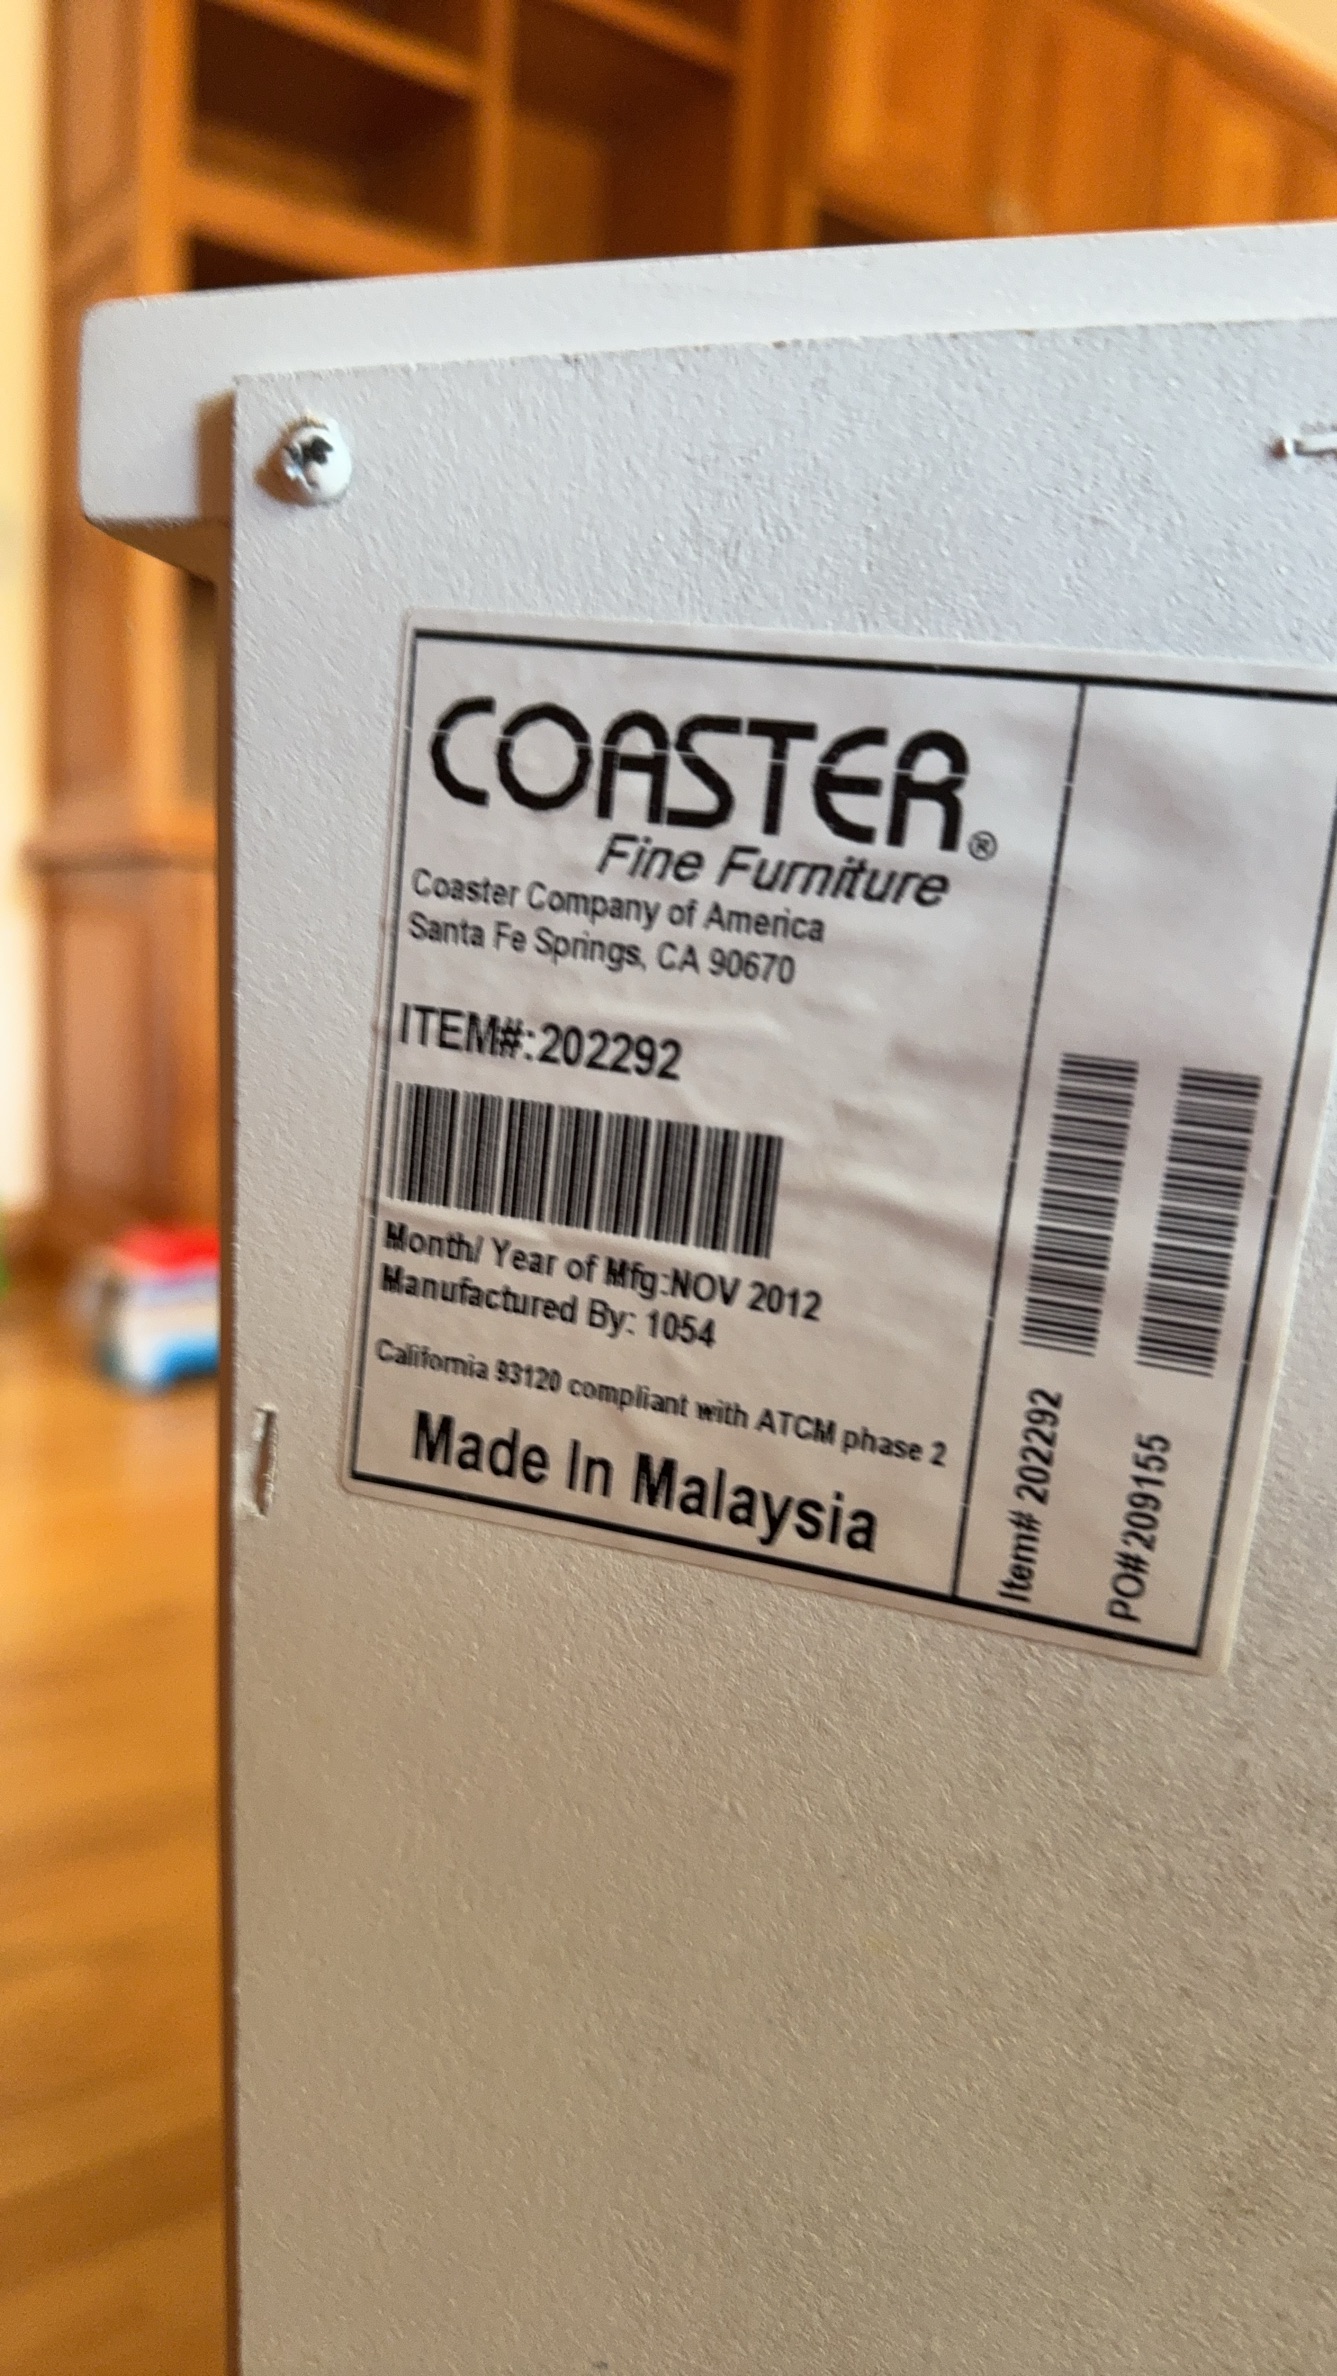 COASTER®
Fine Furniture
Coaster Company of America
Santa Fe Springs, CA 90670
ITEM#:202292
Month/ Year of Mfg:NOV 2012
Manufactured By: 1054
California 93120 compliant with ATCM phase 2
Made In Malaysia
Item# 202292
PO# 209155